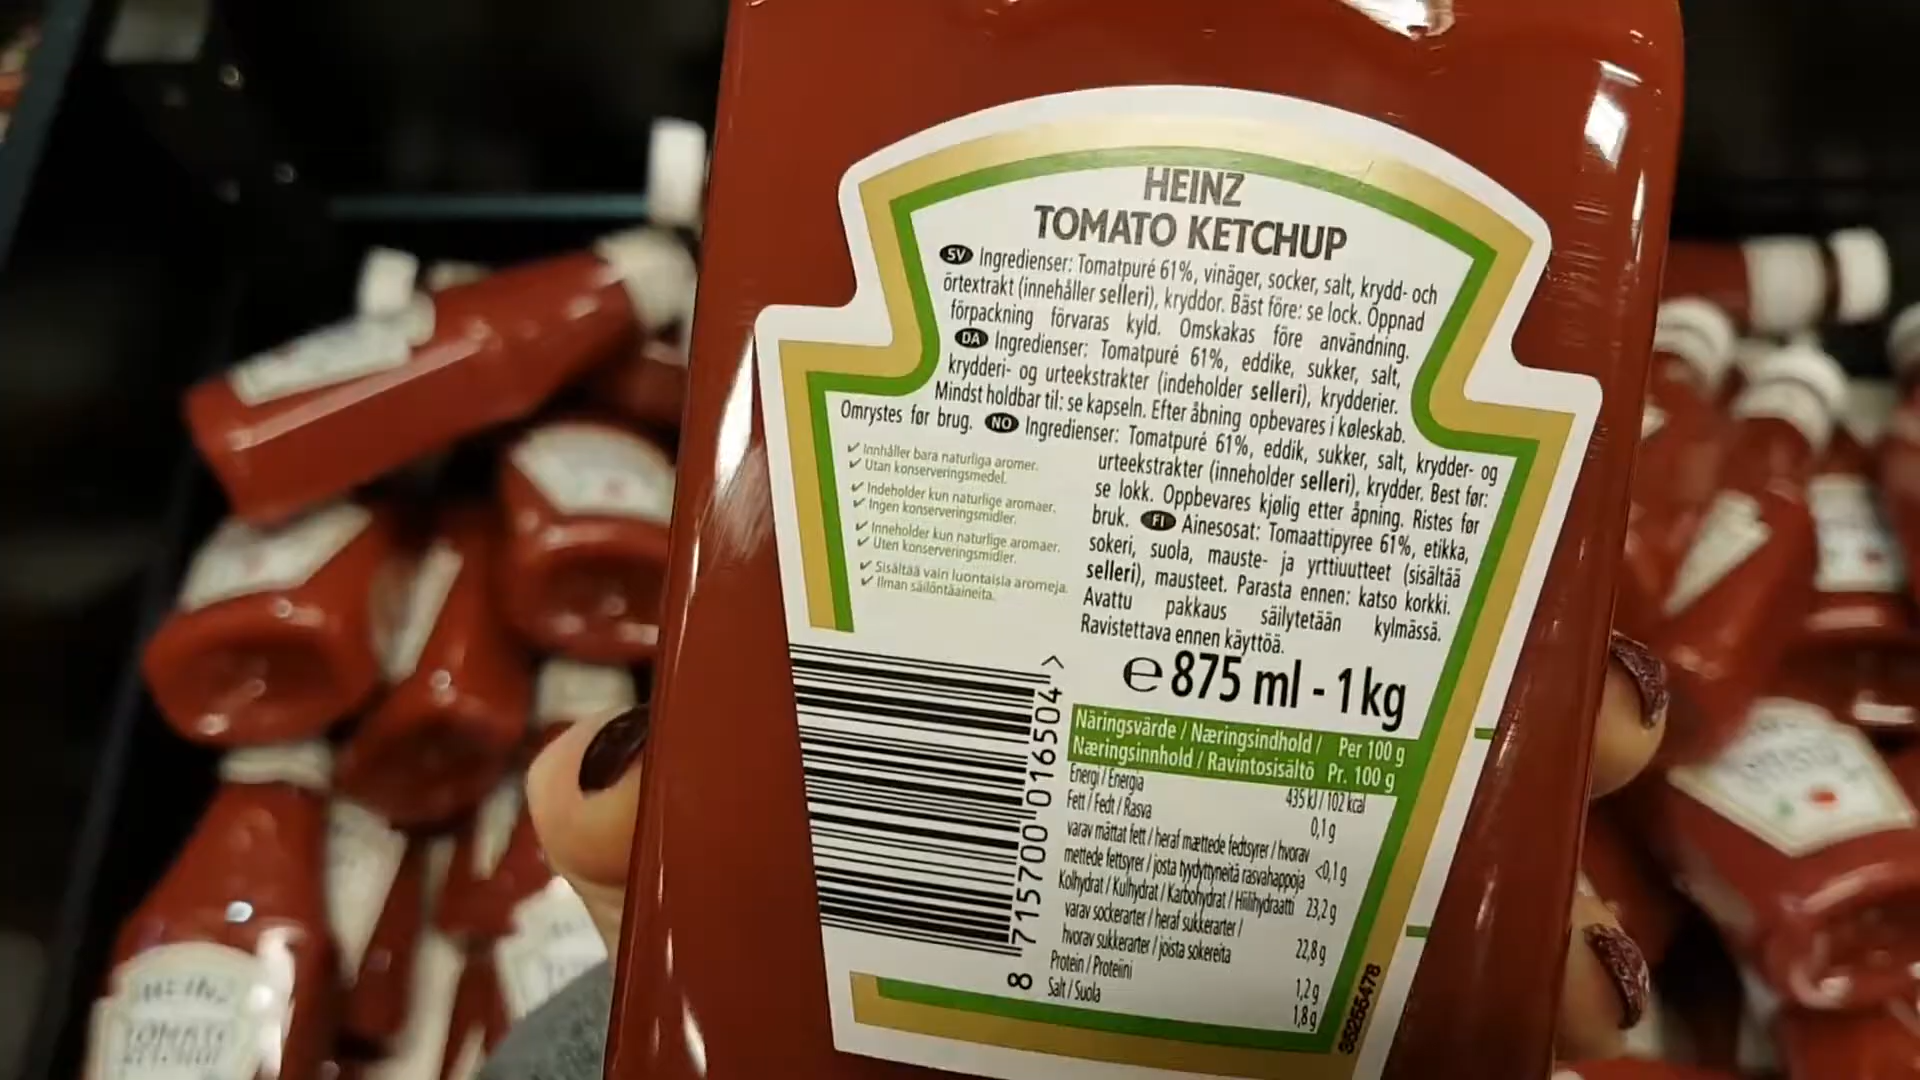 HEINZ
TOMATO KETCHUP
SV Ingredienser: Tomatpuré 61%, vinäger, socker, salt, krydd- och
örtextrakt (innehåller selleri), kryddor. Bäst före: se lock. Öppnad
förpackning förvaras kyld. Omskakas före användning.
DA Ingredienser: Tomatpuré 61%, eddike, sukker, salt,
krydderi- og urteekstrakter (indeholder selleri), krydderier.
Mindst holdbar til: se kapseln. Efter åbning opbevares i køleskab.
Omrystes før brug. NO Ingredienser: Tomatpuré 61%, eddik, sukker, salt, krydder- og
urteekstrakter (inneholder selleri), krydder. Best før:
se lokk. Oppbevares kjølig etter åpning. Ristes før
bruk. FI Ainesosat: Tomaattipyree 61%, etikka,
sokeri, suola, mauste- ja yrttiuutteet (sisältää
selleri), mausteet. Parasta ennen: katso korkki.
Avattu pakkaus säilytetään kylmässä.
Ravistettava ennen käyttöä.
✓ Innhåller bara naturliga aromer.
✓ Utan konserveringsmedel.
✓ Indeholder kun naturlige aromaer.
✓ Ingen konserveringsmidler.
✓ Inneholder kun naturlige aromaer.
✓ Uten konserveringsmidler.
✓ Sisältää vain luontaisia aromeja.
✓ Ilman säilöntäaineita.
e 875 ml - 1 kg
8 715700 016504 >
Näringsvärde / Næringsindhold / Per 100 g
Næringsinnhold / Ravintosisältö Pr. 100 g
Energi / Energia 435 kJ / 102 kcal
Fett / Fedt / Rasva 0,1 g
varav mättat fett / heraf mættede fedtsyrer / hvorav
mettede fettsyrer / josta tyydyttyneitä rasvahappoja <0,1 g
Kolhydrat / Kulhydrat / Karbohydrat / Hiilihydraatti 23,2 g
varav sockerarter / heraf sukkerarter /
hvorav sukkerarter / joista sokereita 22,8 g
Protein / Proteiini 1,2 g
Salt / Suola 1,8 g
36255478
HEINZ
TOMATO
KETCHUP